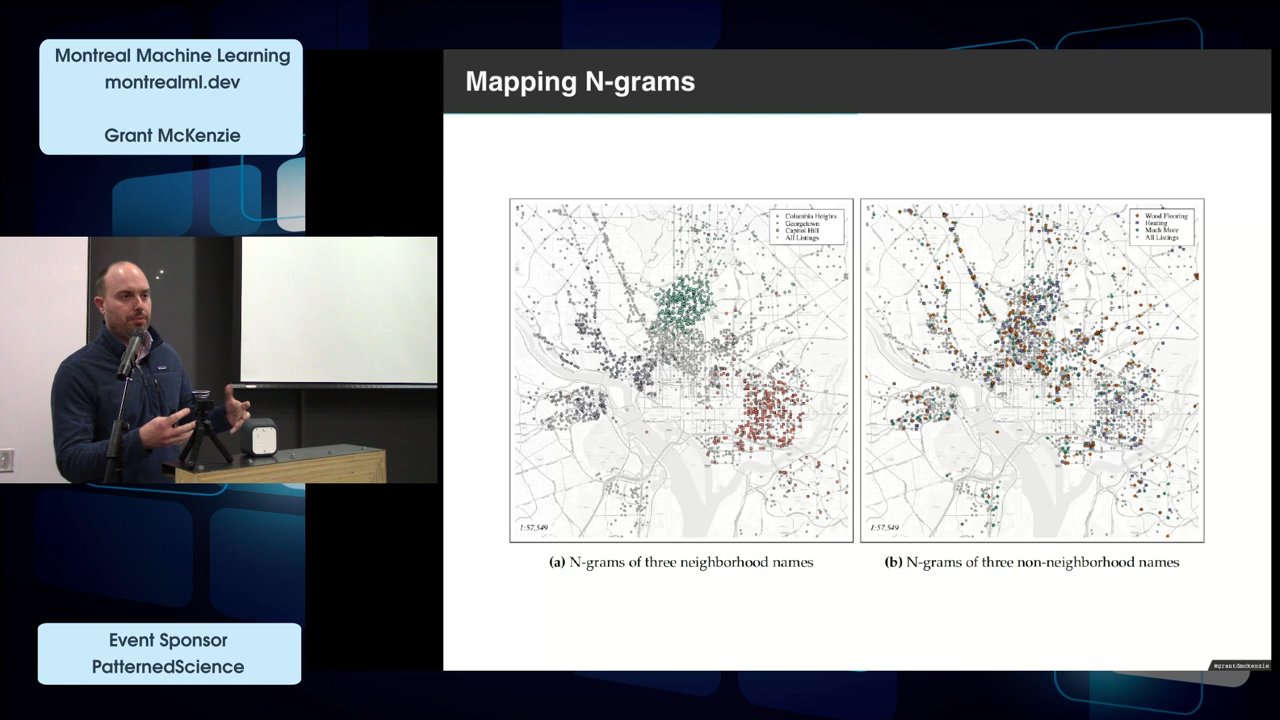 Montreal Machine Learning
montrealml.dev
Grant McKenzie
Mapping N-grams
Columbia Heights
Georgetown
Capitol Hill
All Listings
1:57,549
Wood Flooring
Heating
Much More
All Listings
1:57,549
(a) N-grams of three neighborhood names
(b) N-grams of three non-neighborhood names
Event Sponsor
PatternedScience
@grantdmckenzie